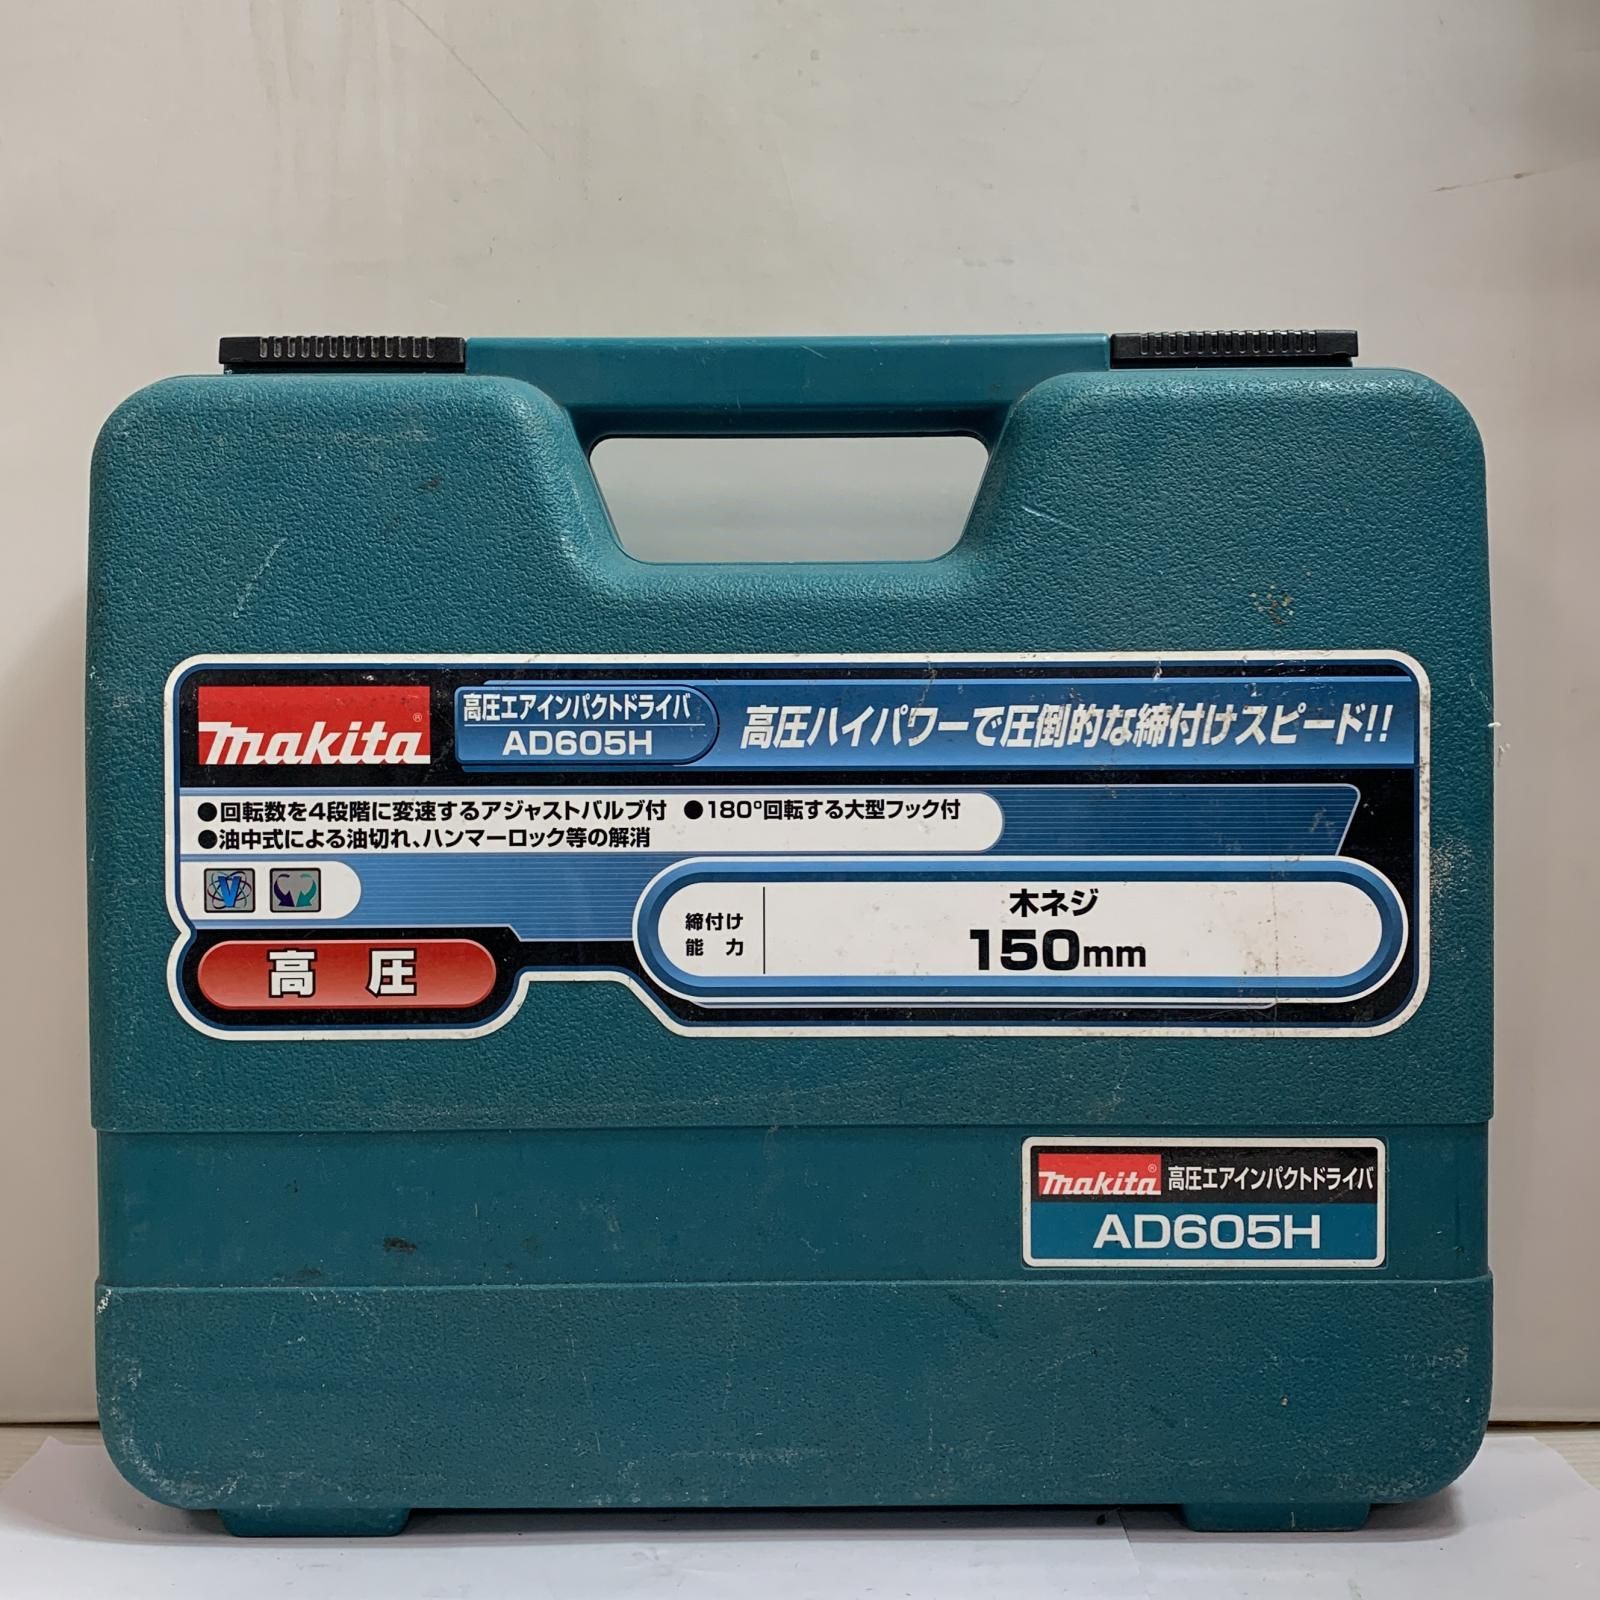 makita®
高圧エアインパクトドライバ
AD605H
高圧ハイパワーで圧倒的な締付けスピード!!
●回転数を4段階に変速するアジャストバルブ付 ●180°回転する大型フック付
●油中式による油切れ、ハンマーロック等の解消
V
高 圧
締付け
能 力
木ネジ
150mm
makita® 高圧エアインパクトドライバ
AD605H